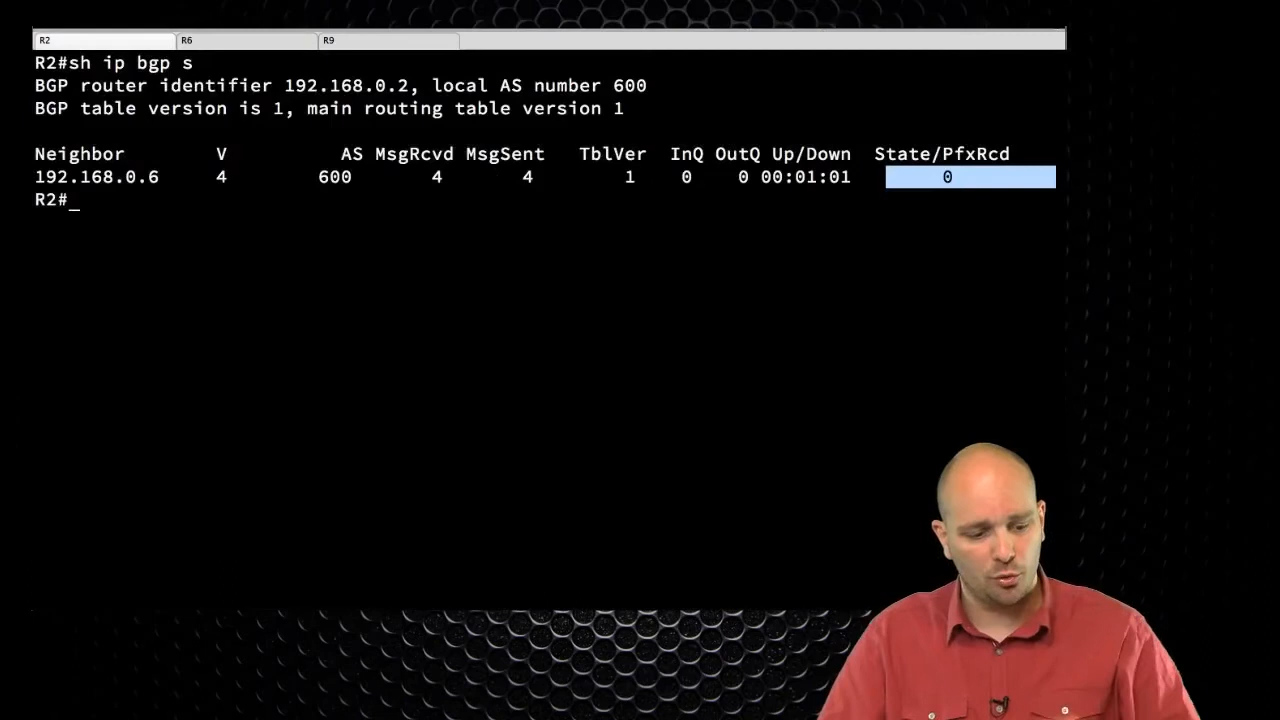 R2 R6 R9
R2#sh ip bgp s
BGP router identifier 192.168.0.2, local AS number 600
BGP table version is 1, main routing table version 1
Neighbor V AS MsgRcvd MsgSent TblVer InQ OutQ Up/Down State/PfxRcd
192.168.0.6 4 600 4 4 1 0 0 00:01:01 0
R2#_